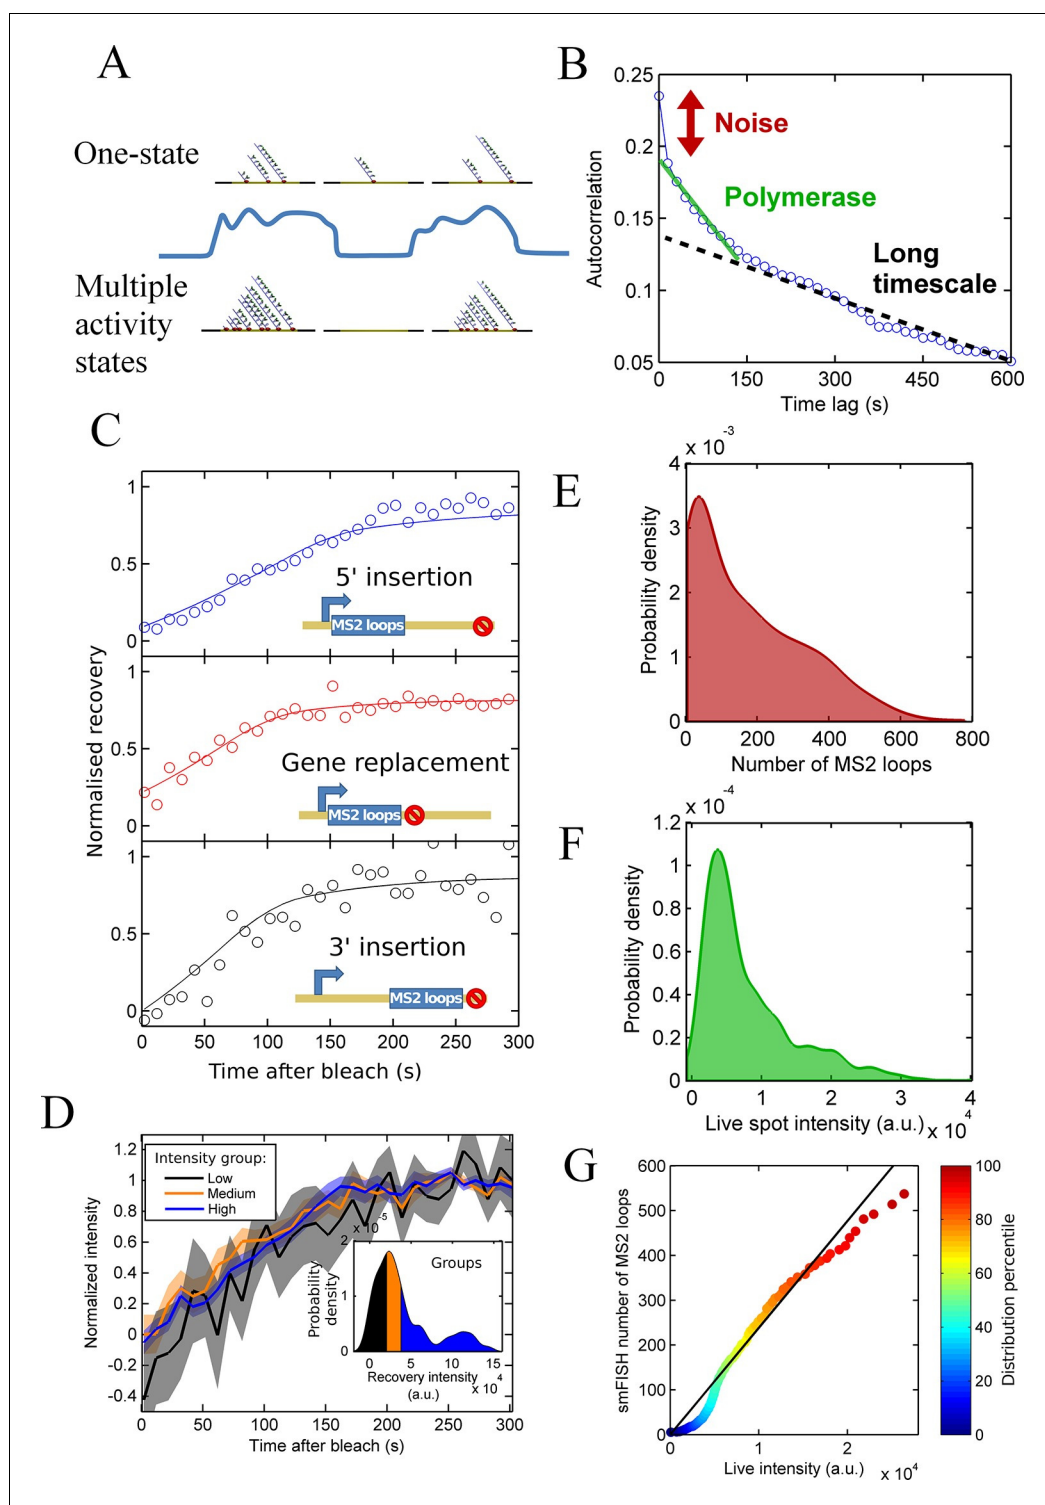 A
One-state
Multiple
activity
states
B
0.25
0.2
0.15
0.1
0.05
Autocorrelation
Noise
Polymerase
Long
timescale
0 150 300 450 600
Time lag (s)
C
Normalised recovery
1
0.5
0
5' insertion
MS2 loops
1
0.5
0
Gene replacement
MS2 loops
1
0.5
0
3' insertion
MS2 loops
0 50 100 150 200 250 300
Time after bleach (s)
E
x 10-3
4
3
2
1
0
Probability density
0 200 400 600 800
Number of MS2 loops
F
x 10-4
1.2
1
0.8
0.6
0.4
0.2
0
Probability density
0 1 2 3 4
Live spot intensity (a.u.) x 10^4
D
1.2
1
0.8
0.6
0.4
0.2
0
-0.2
-0.4
Normalized intensity
Intensity group:
Low
Medium
High
x 10-5
2
1
0
Probability
density
Groups
0 5 10 15
Recovery intensity
(a.u.) x 10^4
0 50 100 150 200 250 300
Time after bleach (s)
G
600
500
400
300
200
100
0
smFISH number of MS2 loops
0 1 2
Live intensity (a.u.) x 10^4
100
80
60
40
20
0
Distribution percentile